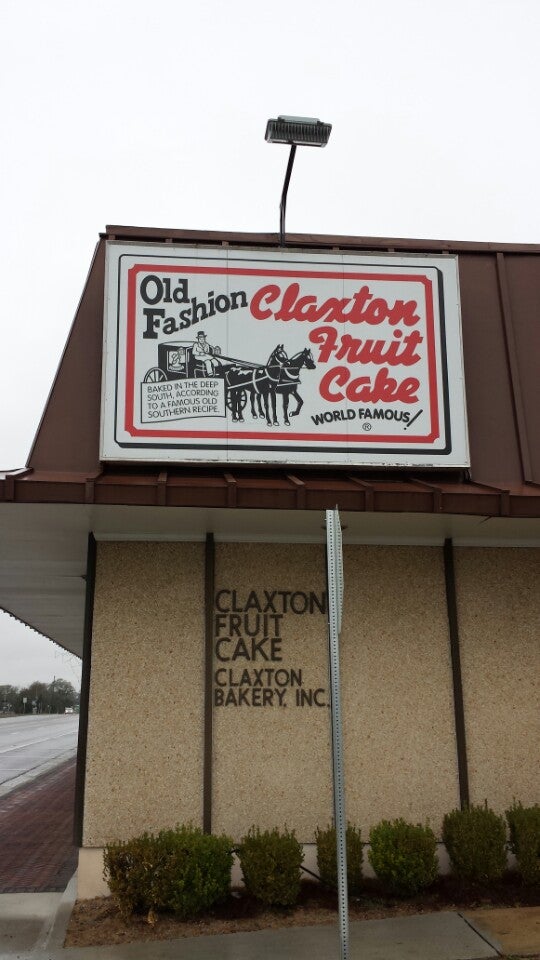 Old
Fashion
Claxton
Fruit
Cake
WORLD FAMOUS!
®
BAKED IN THE DEEP
SOUTH, ACCORDING
TO A FAMOUS OLD
SOUTHERN RECIPE.
CLAXTON
FRUIT
CAKE
CLAXTON
BAKERY, INC.